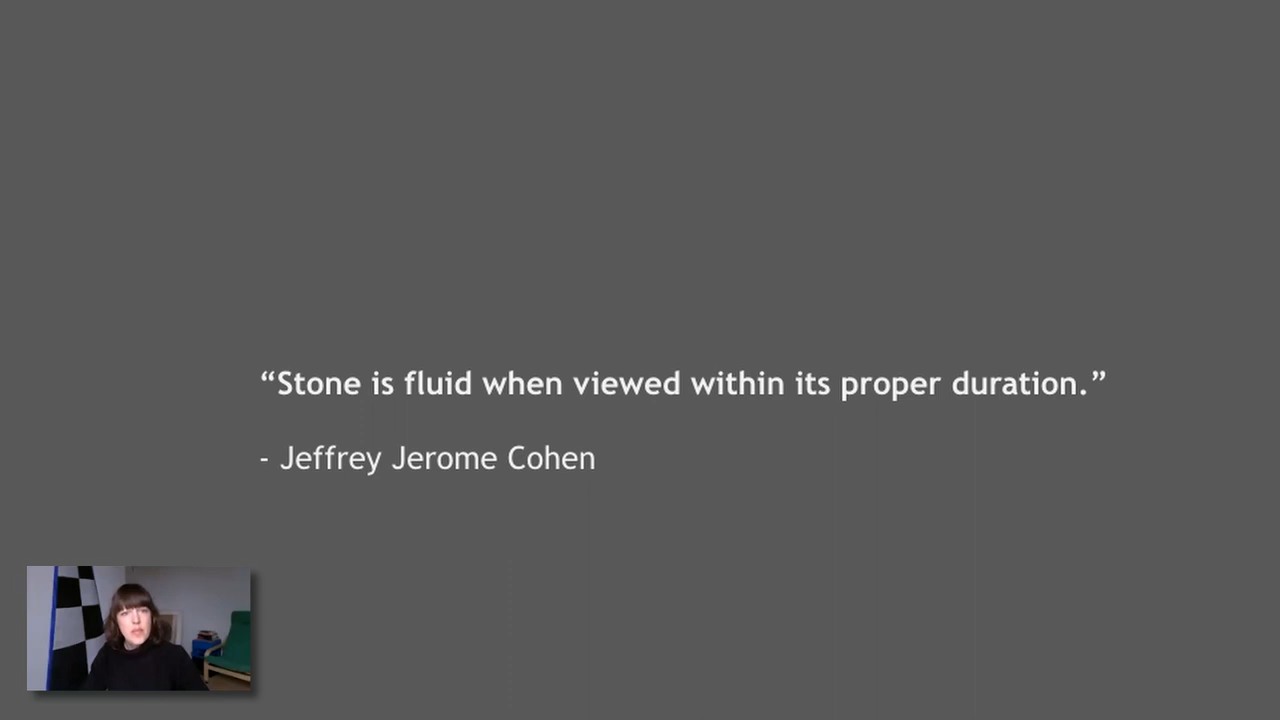 “Stone is fluid when viewed within its proper duration.”
- Jeffrey Jerome Cohen